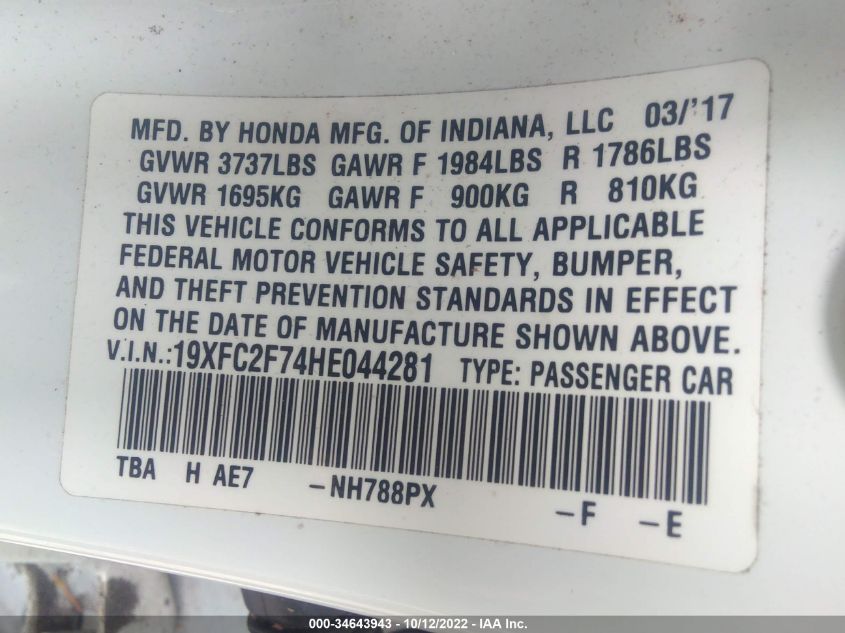 MFD. BY HONDA MFG. OF INDIANA, LLC 03/'17
GVWR 3737LBS GAWR F 1984LBS R 1786LBS
GVWR 1695KG GAWR F 900KG R 810KG
THIS VEHICLE CONFORMS TO ALL APPLICABLE
FEDERAL MOTOR VEHICLE SAFETY, BUMPER,
AND THEFT PREVENTION STANDARDS IN EFFECT
ON THE DATE OF MANUFACTURE SHOWN ABOVE.
V.I.N.:19XFC2F74HE044281 TYPE: PASSENGER CAR
TBA H AE7 -NH788PX -F -E
000-34643943 - 10/12/2022 - IAA Inc.